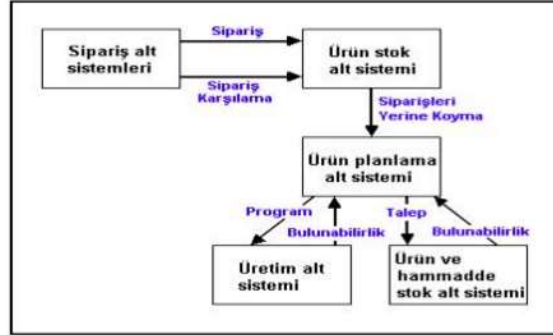 Sipariş alt
sistemleri
Sipariş
Sipariş
Karşılama
Ürün stok
alt sistemi
Siparişleri
Yerine Koyma
Ürün planlama
alt sistemi
Program
Bulunabilirlik
Talep
Bulunabilirlik
Üretim alt
sistemi
Ürün ve
hammadde
stok alt sistemi